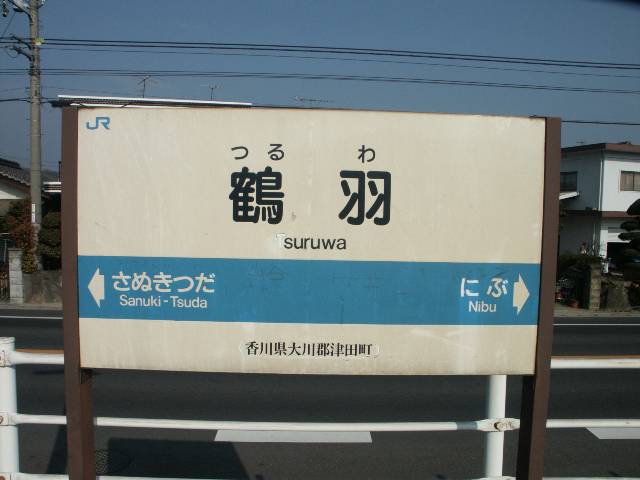 JR
つるわ
鶴羽
Tsuruwa
さぬきつだ
Sanuki-Tsuda
にぶ
Nibu
(香川県大川郡津田町)